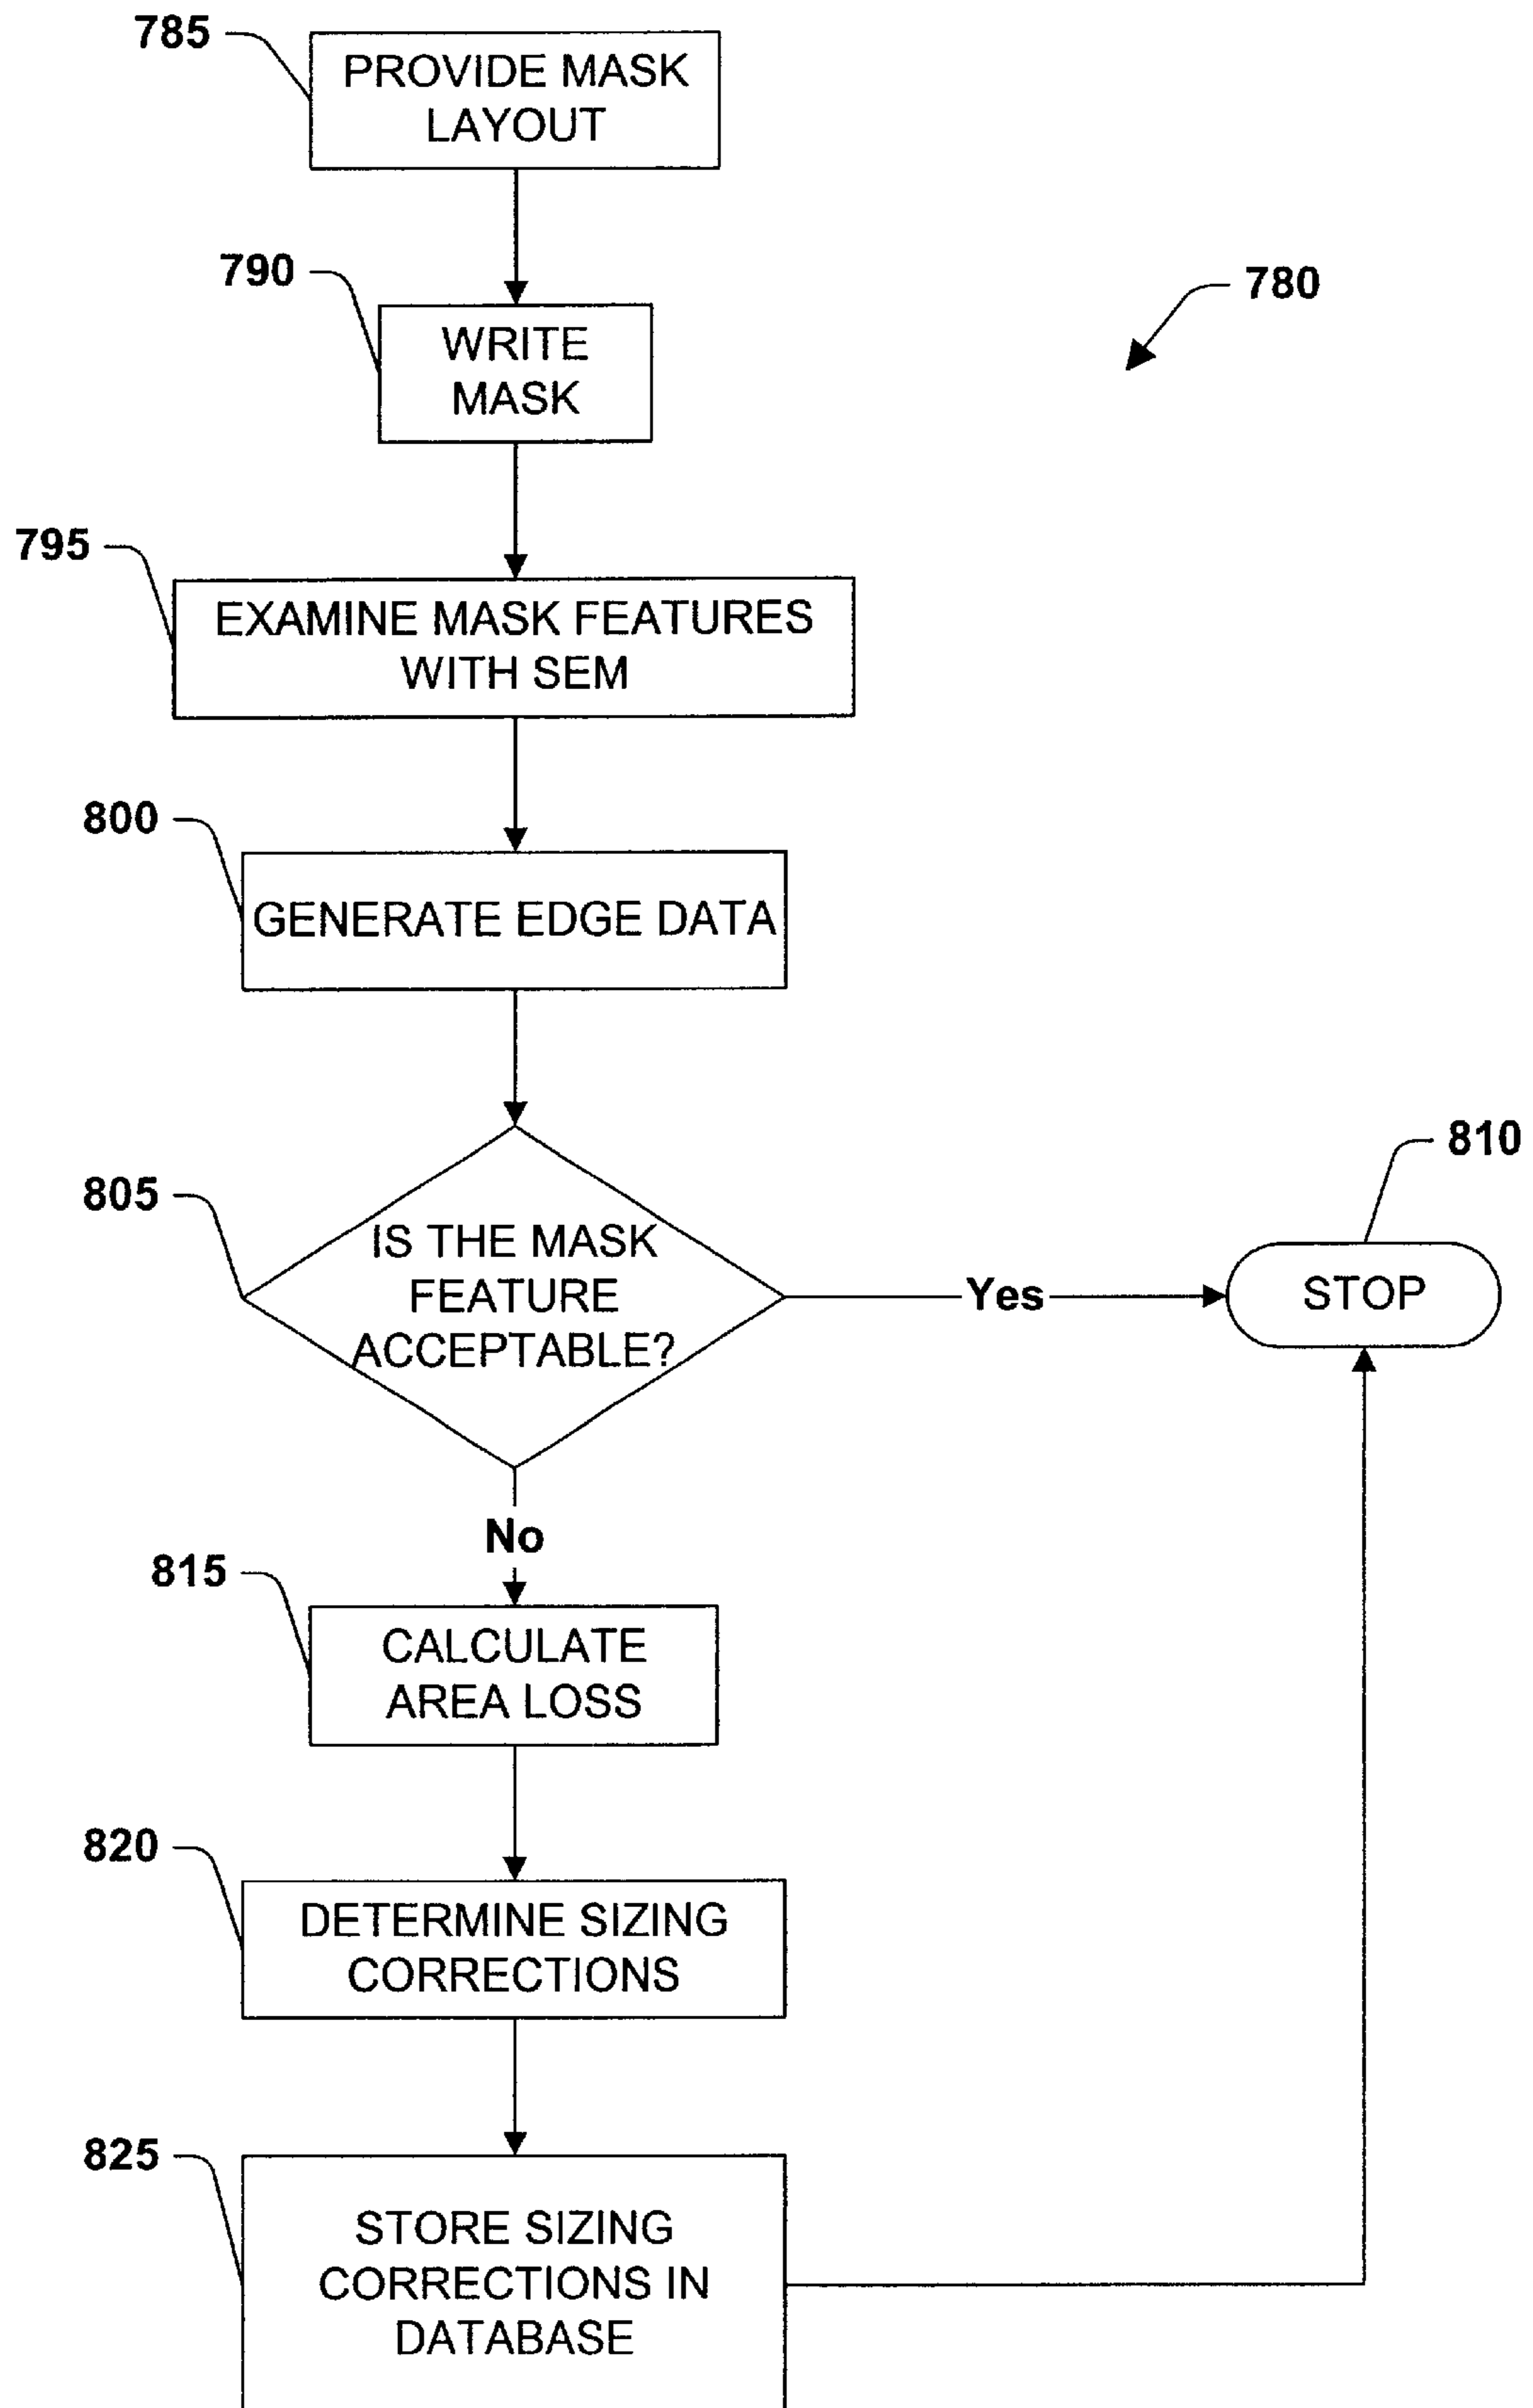 785
PROVIDE MASK
LAYOUT
790
WRITE
MASK
780
795
EXAMINE MASK FEATURES
WITH SEM
800
GENERATE EDGE DATA
805
IS THE MASK
FEATURE
ACCEPTABLE?
Yes
810
STOP
No
815
CALCULATE
AREA LOSS
820
DETERMINE SIZING
CORRECTIONS
825
STORE SIZING
CORRECTIONS IN
DATABASE